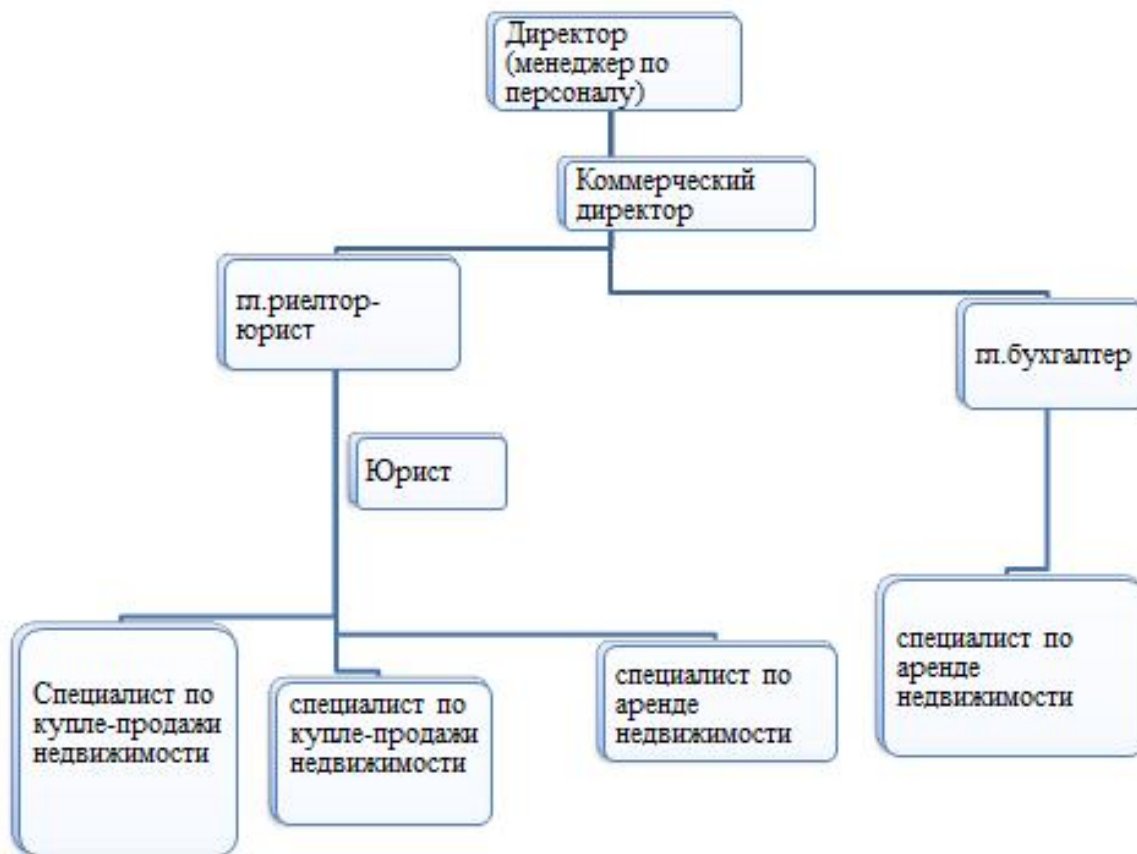 Директор
(менеджер по
персоналу)
Коммерческий
директор
гл.риелтор-
юрист
гл.бухгалтер
Юрист
Специалист по
купле-продажи
недвижимости
специалист по
купле-продажи
недвижимости
специалист по
аренде
недвижимости
специалист по
аренде
недвижимости